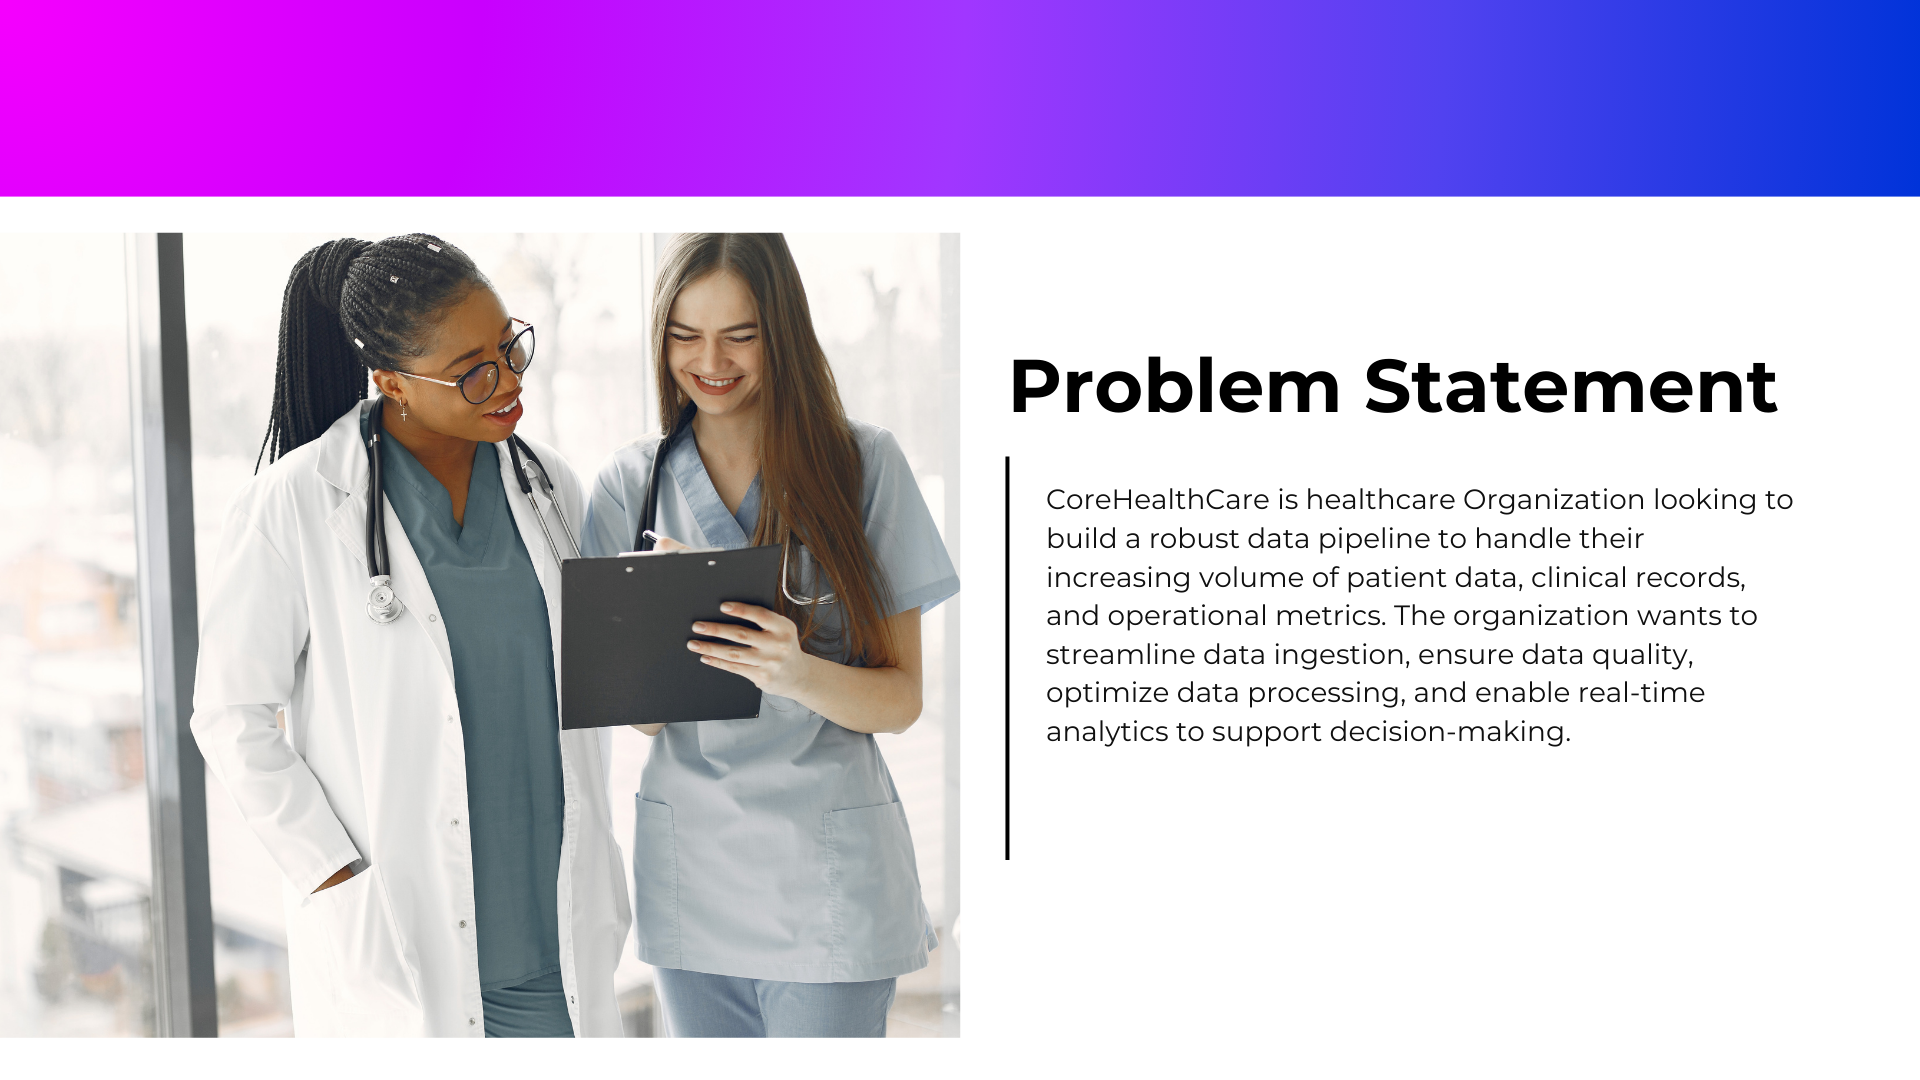 Problem Statement
CoreHealthCare is healthcare Organization looking to
build a robust data pipeline to handle their
increasing volume of patient data, clinical records,
and operational metrics. The organization wants to
streamline data ingestion, ensure data quality,
optimize data processing, and enable real-time
analytics to support decision-making.